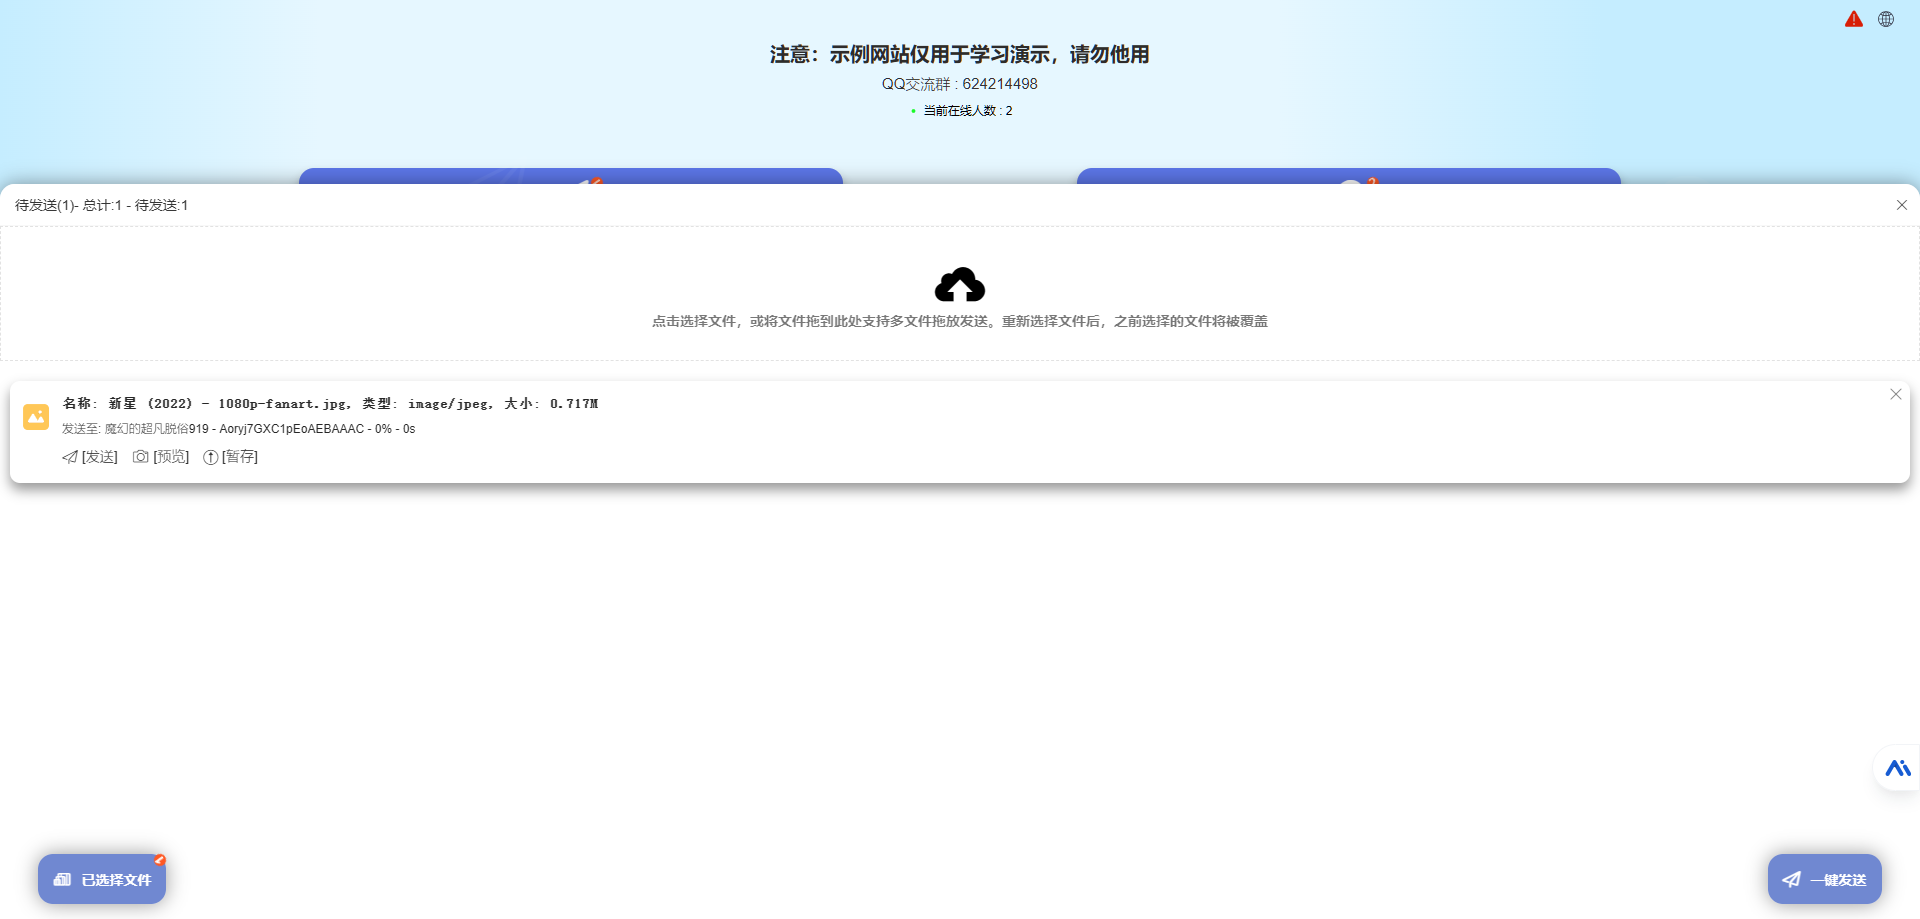 注意：示例网站仅用于学习演示，请勿他用
QQ交流群 : 624214498
当前在线人数 : 2
待发送(1)- 总计:1 - 待发送:1
点击选择文件，或将文件拖到此处支持多文件拖放发送。重新选择文件后，之前选择的文件将被覆盖
名称: 新星 (2022) - 1080p-fanart.jpg, 类型: image/jpeg, 大小: 0.717M
发送至: 魔幻的超凡脱俗919 - Aoryj7GXC1pEoAEBAAAC - 0% - 0s
[发送] [预览] [暂存]
已选择文件
一键发送